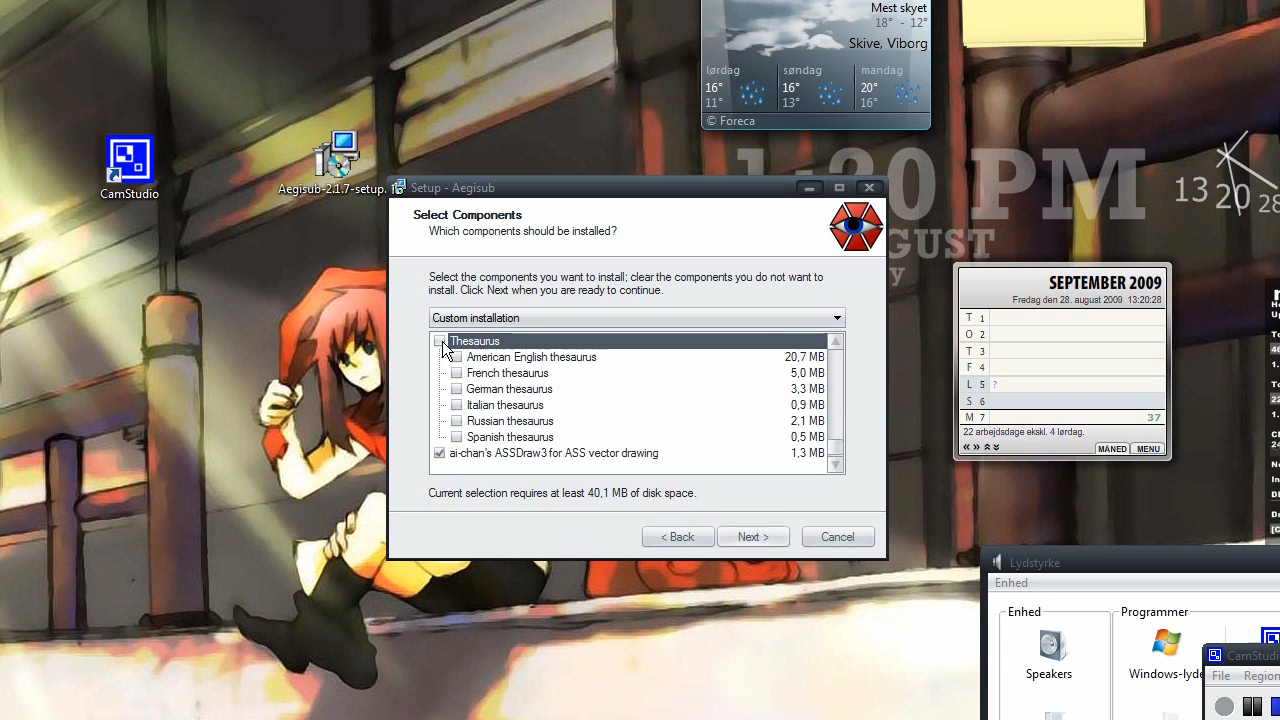 Mest skyet
18° - 12°
Skive, Viborg
lørdag søndag mandag
16° 16° 20°
11° 13° 16°
© Foreca
CamStudio
Aegisub-2.1.7-setup.
1:20 PM
13 20 28
SEPTEMBER 2009
Fredag den 28. august 2009 13:20:28
T 1
O 2
T 3
F 4
L 5 ?
S 6
M 7 37
22 arbejdsdage ekskl. 4 lørdag.
MÅNED MENU
Setup - Aegisub
Select Components
Which components should be installed?
Select the components you want to install; clear the components you do not want to
install. Click Next when you are ready to continue.
Custom installation
Thesaurus
American English thesaurus 20,7 MB
French thesaurus 5,0 MB
German thesaurus 3,3 MB
Italian thesaurus 0,9 MB
Russian thesaurus 2,1 MB
Spanish thesaurus 0,5 MB
ai-chan's ASSDraw3 for ASS vector drawing 1,3 MB
Current selection requires at least 40,1 MB of disk space.
< Back Next > Cancel
Lydstyrke
Enhed
Enhed Programmer
Speakers Windows-lyde
CamStudio
File Region